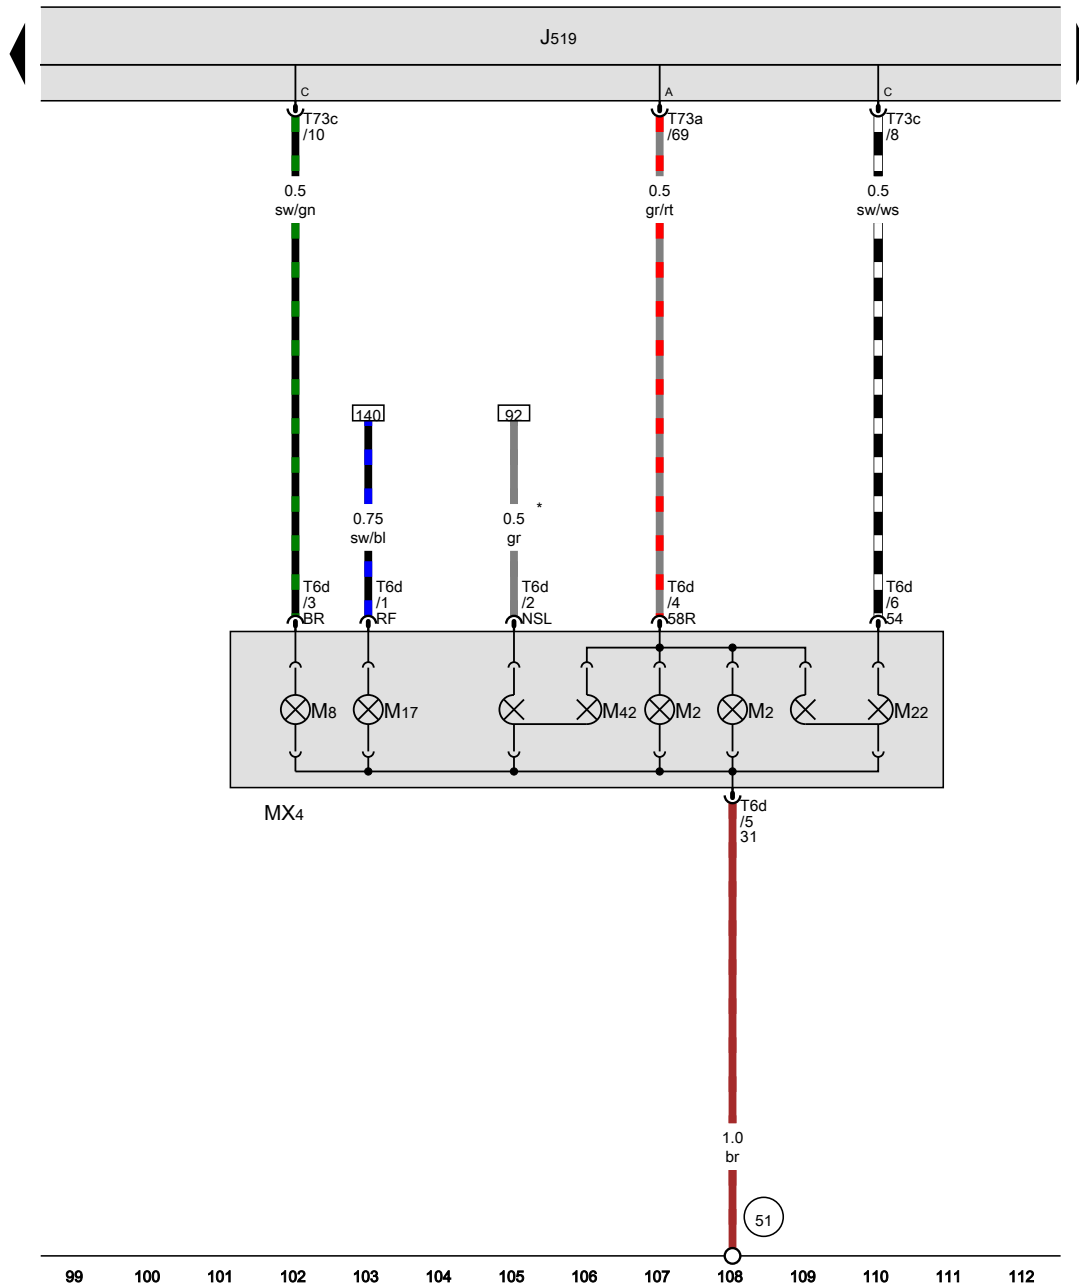 J519
C
A
C
T73c
/10
T73a
/69
T73c
/8
0.5
sw/gn
0.5
gr/rt
0.5
sw/ws
140
92
0.75
sw/bl
0.5
gr
*
T6d
/3
BR
T6d
/1
RF
T6d
/2
NSL
T6d
/4
58R
T6d
/6
54
M8
M17
M42
M2
M2
M22
MX4
T6d
/5
31
1.0
br
51
99 100 101 102 103 104 105 106 107 108 109 110 111 112